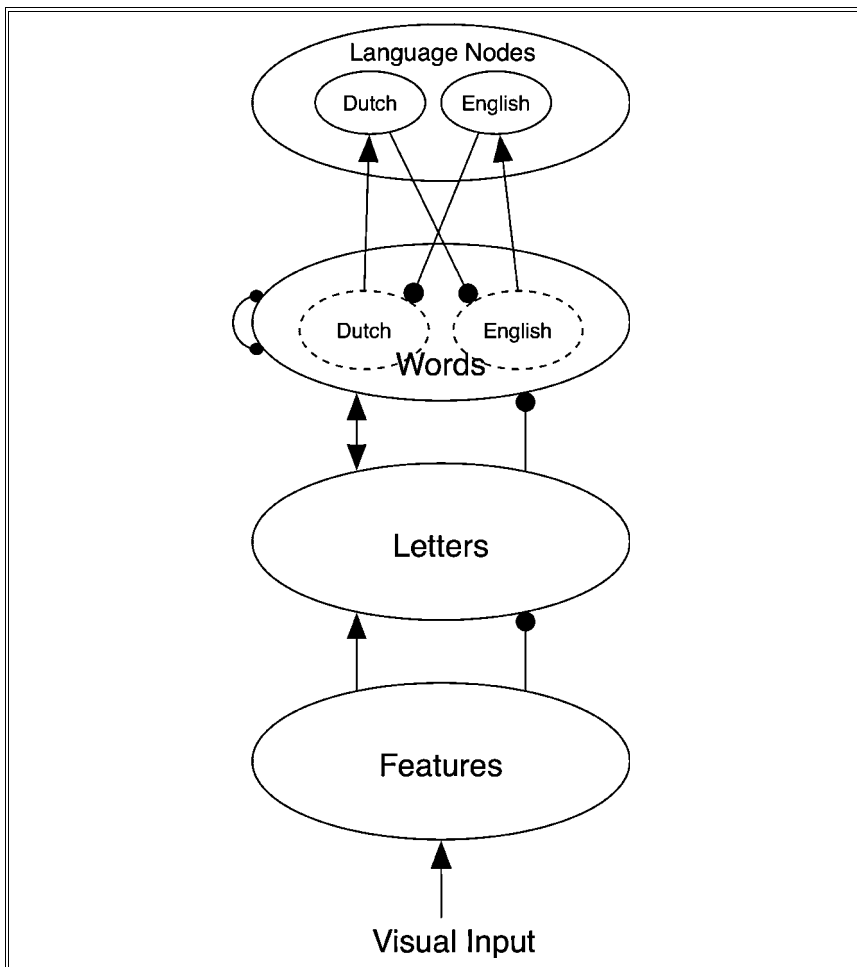 Language Nodes
Dutch English
Dutch English
Words
Letters
Features
Visual Input